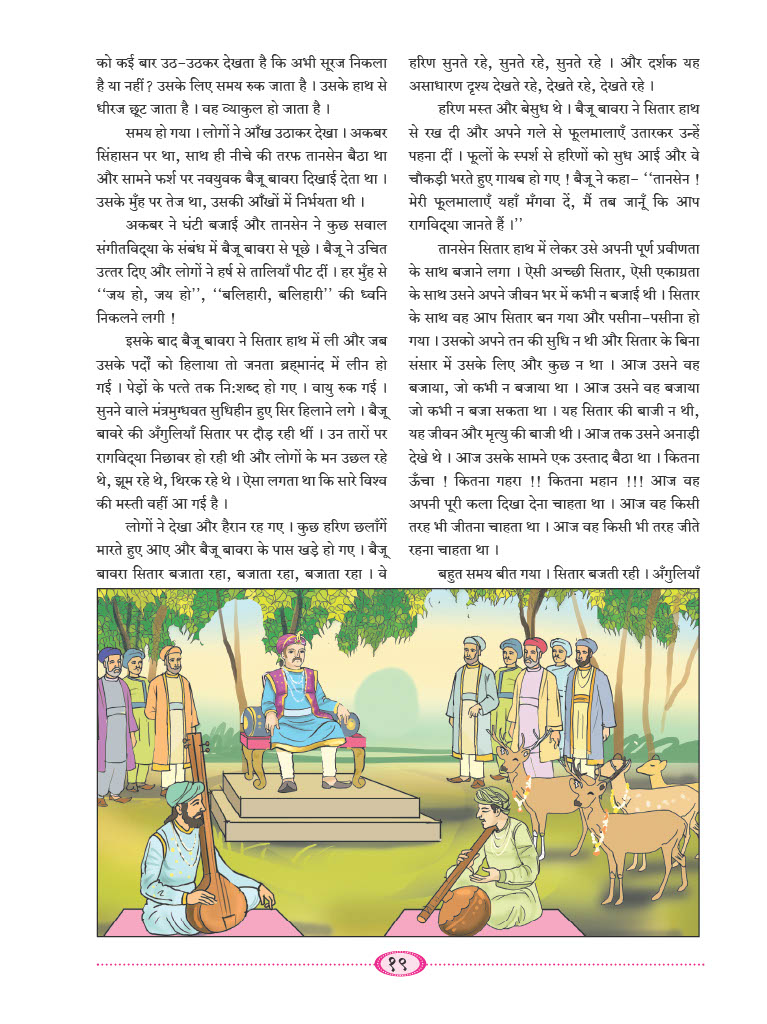 को कई बार उठ-उठकर देखता है कि अभी सूरज निकला
है या नहीं? उसके लिए समय रुक जाता है । उसके हाथ से
धीरज छूट जाता है । वह व्याकुल हो जाता है ।
समय हो गया । लोगों ने आँख उठाकर देखा । अकबर
सिंहासन पर था, साथ ही नीचे की तरफ तानसेन बैठा था
और सामने फर्श पर नवयुवक बैजू बावरा दिखाई देता था ।
उसके मुँह पर तेज था, उसकी आँखों में निर्भयता थी ।
अकबर ने घंटी बजाई और तानसेन ने कुछ सवाल
संगीतविद्या के संबंध में बैजू बावरा से पूछे । बैजू ने उचित
उत्तर दिए और लोगों ने हर्ष से तालियाँ पीट दीं । हर मुँह से
‘‘जय हो, जय हो’’, ‘‘बलिहारी, बलिहारी’’ की ध्वनि
निकलने लगी !
इसके बाद बैजू बावरा ने सितार हाथ में ली और जब
उसके पर्दों को हिलाया तो जनता ब्रह्मानंद में लीन हो
गई । पेड़ों के पत्ते तक नि:शब्द हो गए । वायु रुक गई ।
सुनने वाले मंत्रमुग्धवत सुधिहीन हुए सिर हिलाने लगे । बैजू
बावरे की अँगुलियाँ सितार पर दौड़ रही थीं । उन तारों पर
रागविद्या निछावर हो रही थी और लोगों के मन उछल रहे
थे, झूम रहे थे, थिरक रहे थे । ऐसा लगता था कि सारे विश्व
की मस्ती वहीं आ गई है ।
लोगों ने देखा और हैरान रह गए । कुछ हरिण छलाँगें
मारते हुए आए और बैजू बावरा के पास खड़े हो गए । बैजू
बावरा सितार बजाता रहा, बजाता रहा, बजाता रहा । वे
हरिण सुनते रहे, सुनते रहे, सुनते रहे । और दर्शक यह
असाधारण दृश्य देखते रहे, देखते रहे, देखते रहे ।
हरिण मस्त और बेसुध थे । बैजू बावरा ने सितार हाथ
से रख दी और अपने गले से फूलमालाएँ उतारकर उन्हें
पहना दीं । फूलों के स्पर्श से हरिणों को सुध आई और वे
चौकड़ी भरते हुए गायब हो गए ! बैजू ने कहा- ‘‘तानसेन !
मेरी फूलमालाएँ यहाँ मँगवा दें, मैं तब जानूँ कि आप
रागविद्या जानते हैं ।’’
तानसेन सितार हाथ में लेकर उसे अपनी पूर्ण प्रवीणता
के साथ बजाने लगा । ऐसी अच्छी सितार, ऐसी एकाग्रता
के साथ उसने अपने जीवन भर में कभी न बजाई थी । सितार
के साथ वह आप सितार बन गया और पसीना-पसीना हो
गया । उसको अपने तन की सुधि न थी और सितार के बिना
संसार में उसके लिए और कुछ न था । आज उसने वह
बजाया, जो कभी न बजाया था । आज उसने वह बजाया
जो कभी न बजा सकता था । यह सितार की बाजी न थी,
यह जीवन और मृत्यु की बाजी थी । आज तक उसने अनाड़ी
देखे थे । आज उसके सामने एक उस्ताद बैठा था । कितना
ऊँचा ! कितना गहरा !! कितना महान !!! आज वह
अपनी पूरी कला दिखा देना चाहता था । आज वह किसी
तरह भी जीतना चाहता था । आज वह किसी भी तरह जीते
रहना चाहता था ।
बहुत समय बीत गया । सितार बजती रही । अँगुलियाँ
१९